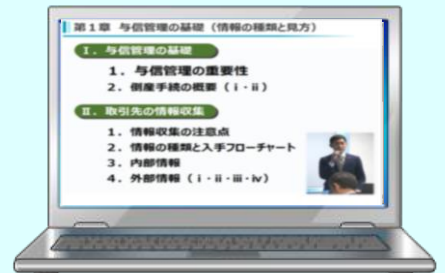 第1章 与信管理の基礎（情報の種類と見方）
Ⅰ．与信管理の基礎
1．与信管理の重要性
2．倒産手続の概要（ⅰ・ⅱ）
Ⅱ．取引先の情報収集
1．情報収集の注意点
2．情報の種類と入手フローチャート
3．内部情報
4．外部情報（ⅰ・ⅱ・ⅲ・ⅳ）